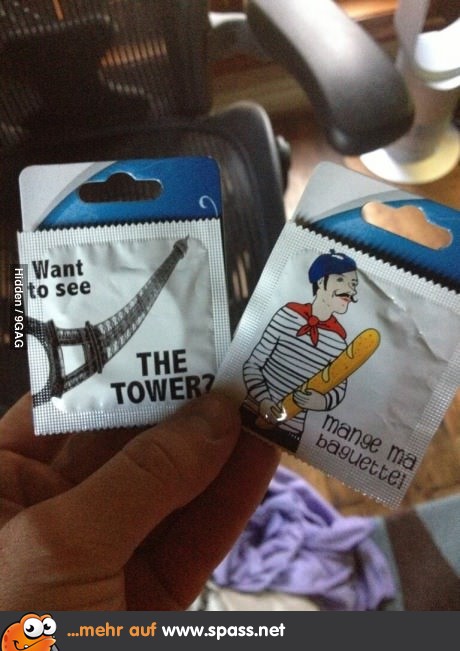 Want
to see
THE
TOWER?
mange ma
baguette!
Hidden / 9GAG
...mehr auf www.spass.net